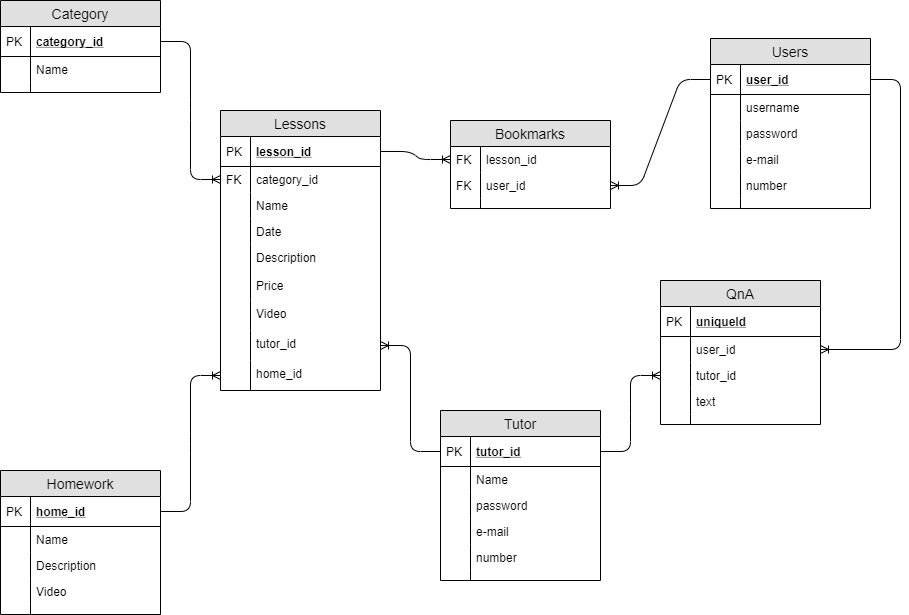 Category
PK category_id
Name
Users
PK user_id
username
password
e-mail
number
Lessons
PK lesson_id
FK category_id
Name
Date
Description
Price
Video
tutor_id
home_id
Bookmarks
FK lesson_id
FK user_id
QnA
PK uniqueId
user_id
tutor_id
text
Tutor
PK tutor_id
Name
password
e-mail
number
Homework
PK home_id
Name
Description
Video